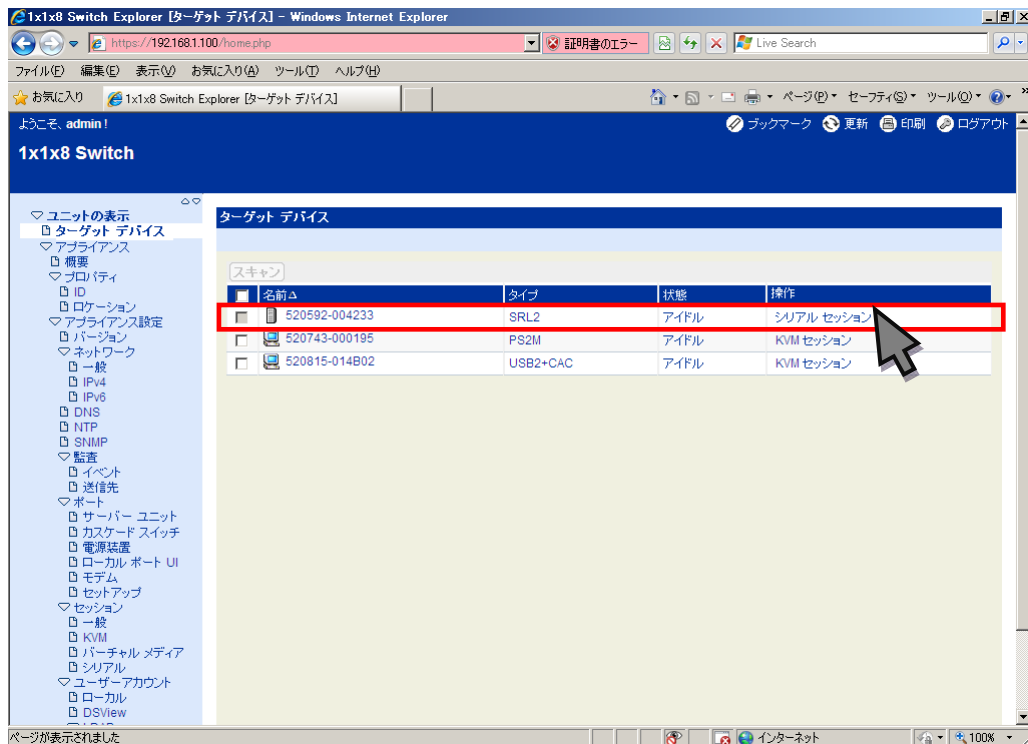 1x1x8 Switch Explorer [ターゲット デバイス] - Windows Internet Explorer
https://192.168.1.100/home.php
証明書のエラー
Live Search
ファイル(F) 編集(E) 表示(V) お気に入り(A) ツール(T) ヘルプ(H)
お気に入り 1x1x8 Switch Explorer [ターゲット デバイス] ページ(P) セーフティ(S) ツール(O)
ようこそ、admin !
ブックマーク 更新 印刷 ログアウト
1x1x8 Switch
ユニットの表示
ターゲット デバイス
アプライアンス
概要
プロパティ
ID
ロケーション
アプライアンス設定
バージョン
ネットワーク
一般
IPv4
IPv6
DNS
NTP
SNMP
監査
イベント
送信先
ポート
サーバー ユニット
カスケード スイッチ
電源装置
ローカル ポート UI
モデム
セットアップ
セッション
一般
KVM
バーチャル メディア
シリアル
ユーザーアカウント
ローカル
DSView
ターゲット デバイス
スキャン
名前 タイプ 状態 操作
520592-004233 SRL2 アイドル シリアル セッション
520743-000195 PS2M アイドル KVM セッション
520815-014B02 USB2+CAC アイドル KVM セッション
ページが表示されました インターネット 100%